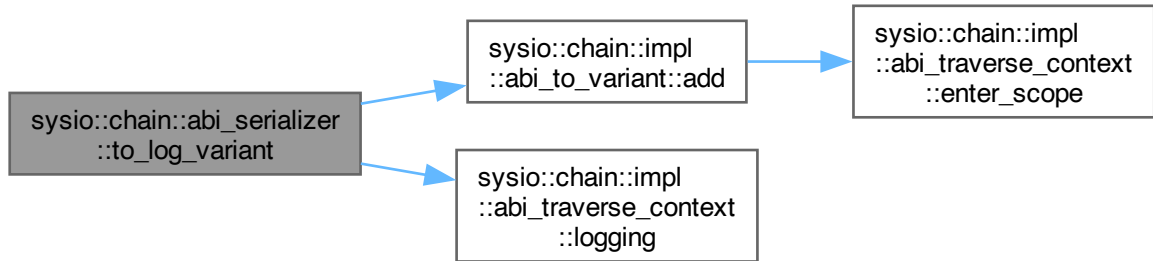 sysio::chain::abi_serializer
::to_log_variant
sysio::chain::impl
::abi_to_variant::add
sysio::chain::impl
::abi_traverse_context
::enter_scope
sysio::chain::impl
::abi_traverse_context
::logging